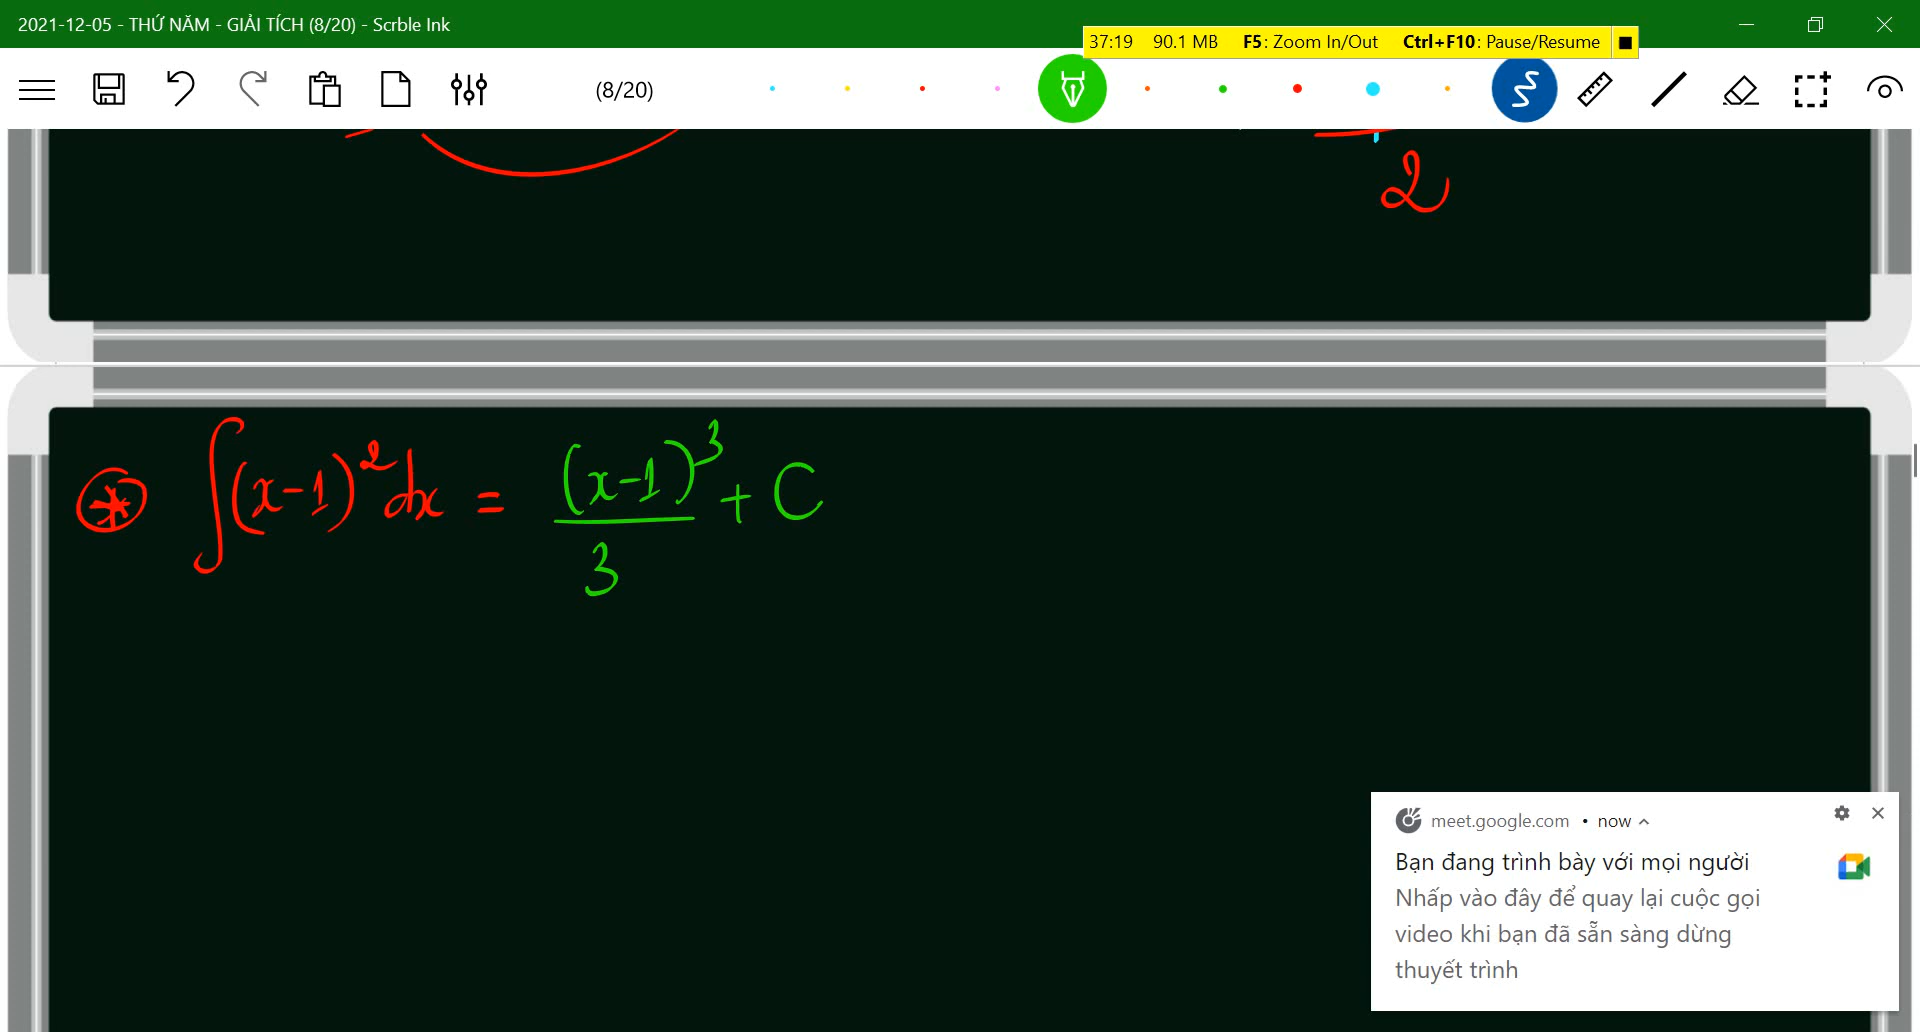 2021-12-05 - THỨ NĂM - GIẢI TÍCH (8/20) - Scrble Ink
37:19 90.1 MB F5: Zoom In/Out Ctrl+F10: Pause/Resume
(8/20)
2
⊛ ∫(x-1)² dx = (x-1)³/3 + C
meet.google.com • now
Bạn đang trình bày với mọi người
Nhấp vào đây để quay lại cuộc gọi
video khi bạn đã sẵn sàng dừng
thuyết trình